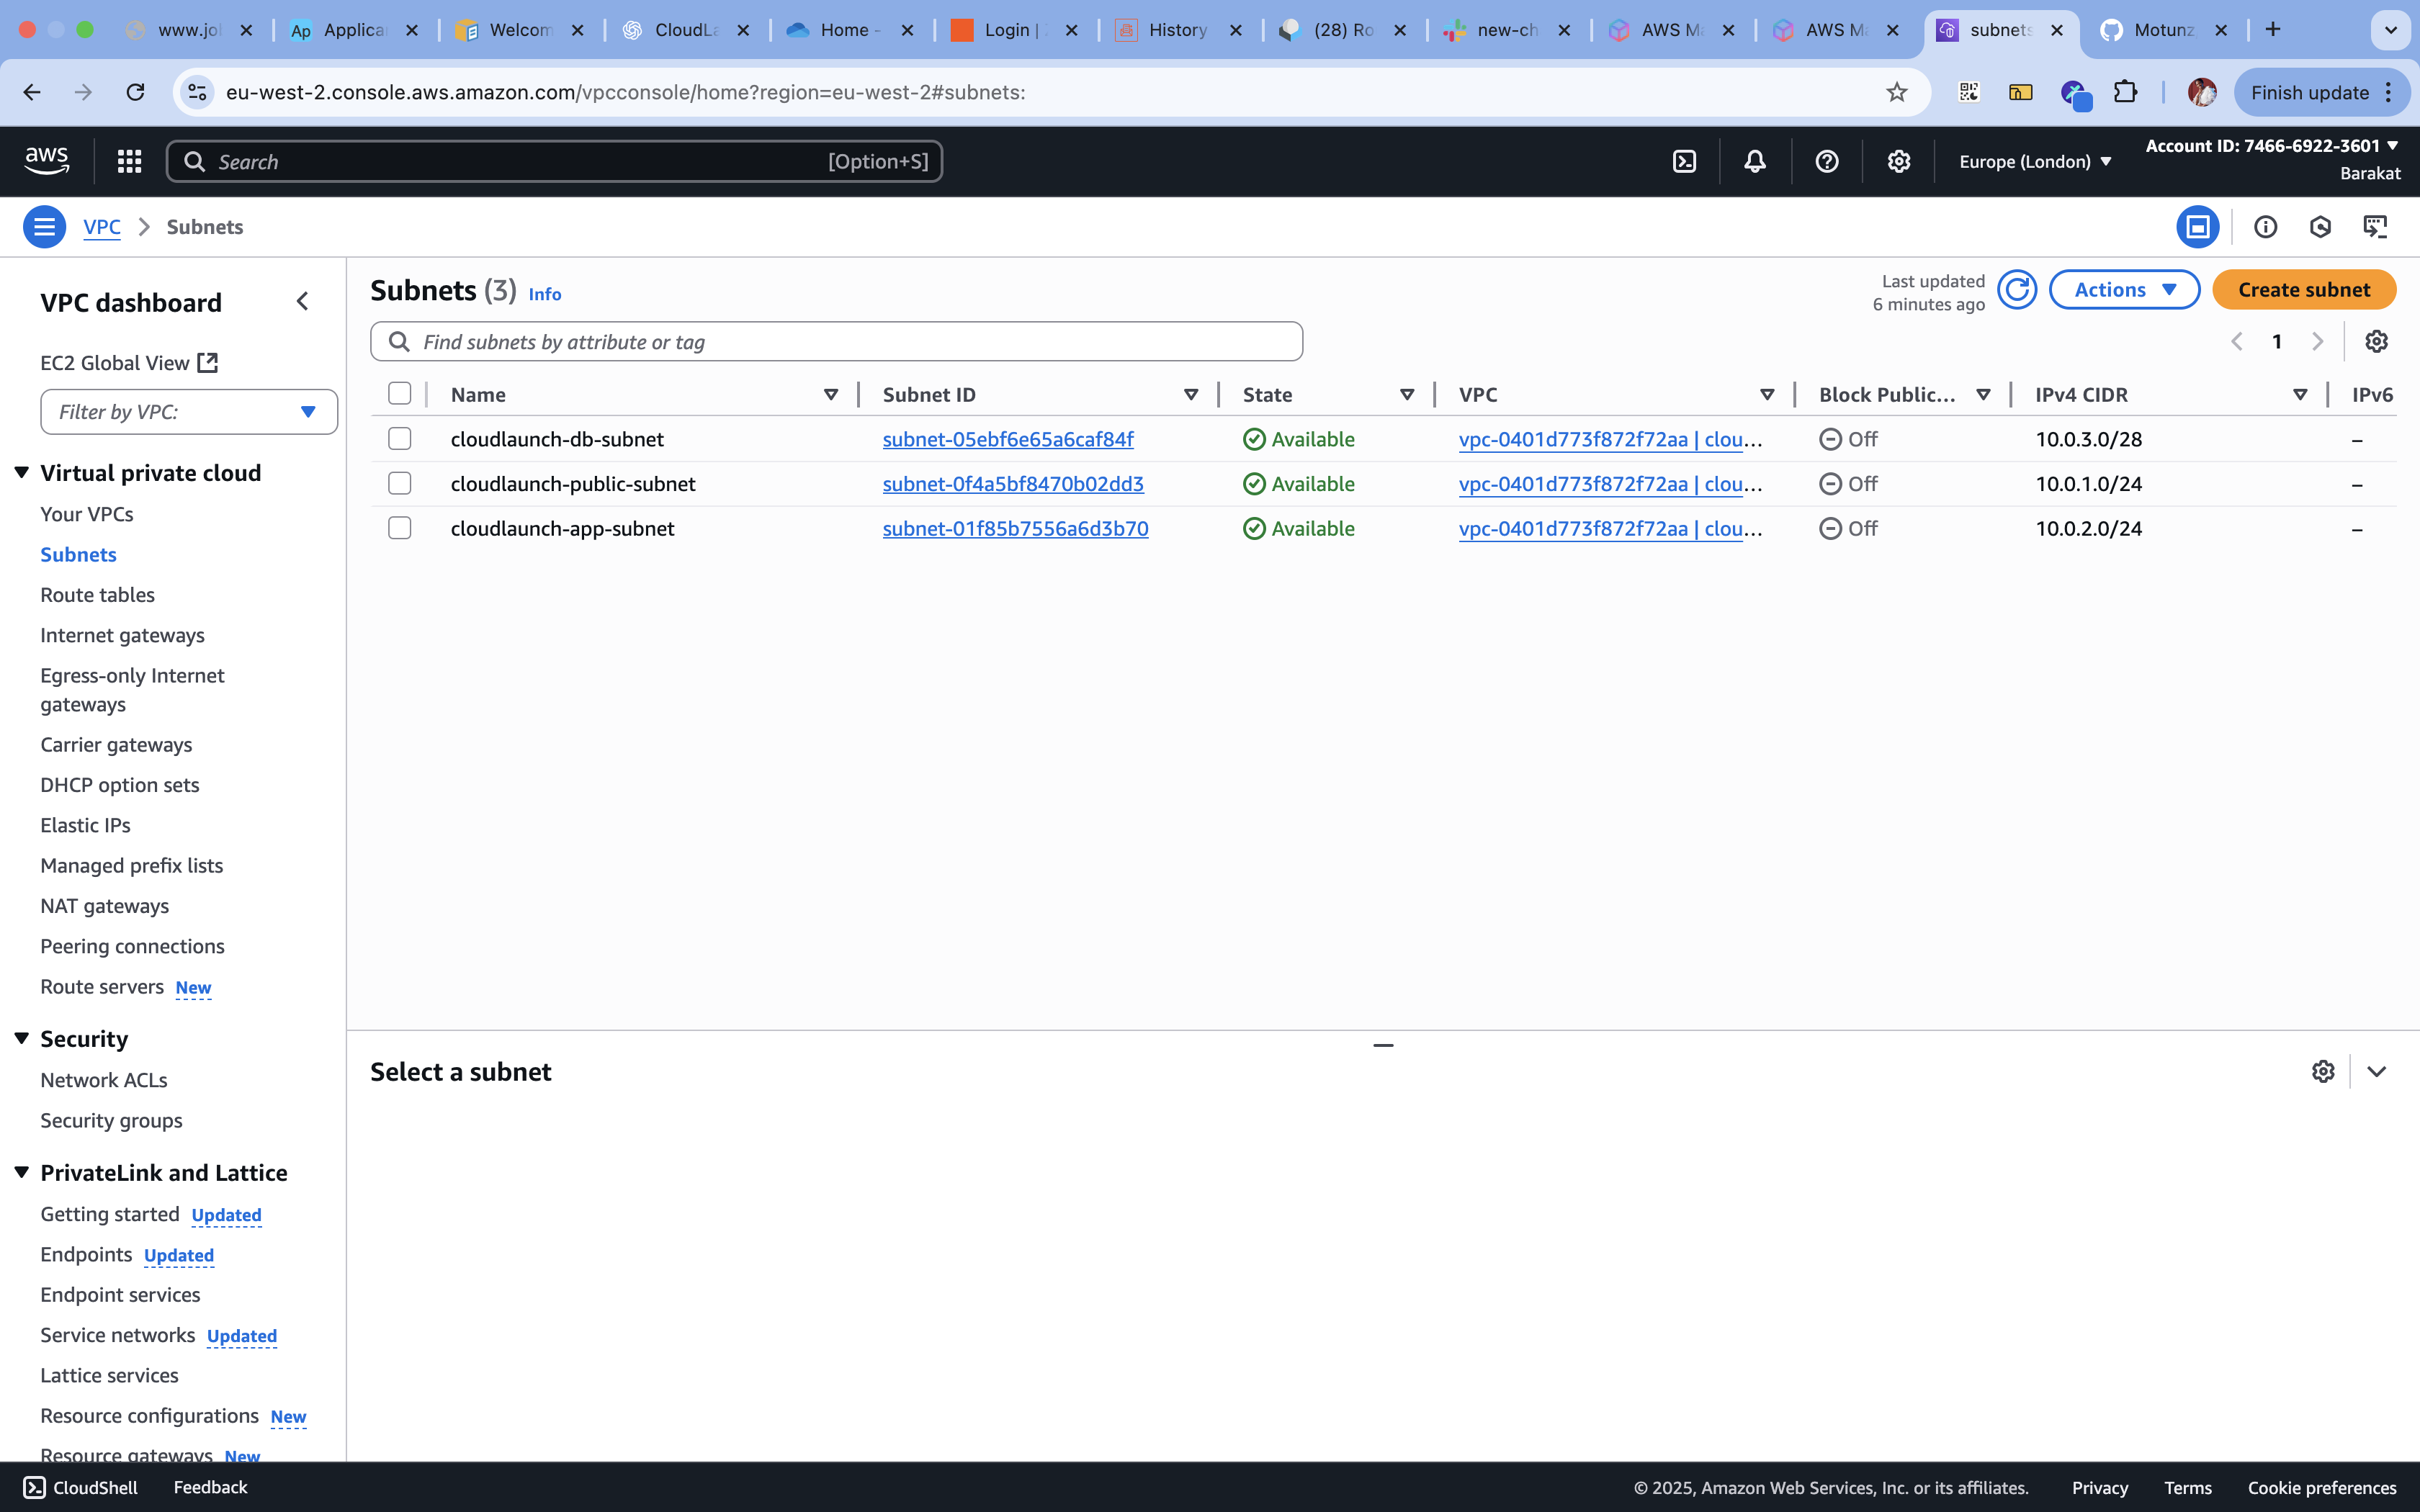 www.jo
Ap Applica
Welcom
CloudLa
Home -
Login |
History
(28) Ro
new-ch
AWS Ma
AWS Ma
subnets
Motunz
eu-west-2.console.aws.amazon.com/vpcconsole/home?region=eu-west-2#subnets:
Finish update
aws
Search
[Option+S]
Europe (London)
Account ID: 7466-6922-3601
Barakat
VPC
Subnets
VPC dashboard
EC2 Global View
Filter by VPC:
Virtual private cloud
Your VPCs
Subnets
Route tables
Internet gateways
Egress-only Internet
gateways
Carrier gateways
DHCP option sets
Elastic IPs
Managed prefix lists
NAT gateways
Peering connections
Route servers New
Security
Network ACLs
Security groups
PrivateLink and Lattice
Getting started Updated
Endpoints Updated
Endpoint services
Service networks Updated
Lattice services
Resource configurations New
Resource gateways New
Subnets (3) Info
Last updated
6 minutes ago
Actions
Create subnet
Find subnets by attribute or tag
1
Name Subnet ID State VPC Block Public... IPv4 CIDR IPv6
cloudlaunch-db-subnet subnet-05ebf6e65a6caf84f Available vpc-0401d773f872f72aa | clou... Off 10.0.3.0/28 –
cloudlaunch-public-subnet subnet-0f4a5bf8470b02dd3 Available vpc-0401d773f872f72aa | clou... Off 10.0.1.0/24 –
cloudlaunch-app-subnet subnet-01f85b7556a6d3b70 Available vpc-0401d773f872f72aa | clou... Off 10.0.2.0/24 –
Select a subnet
CloudShell
Feedback
© 2025, Amazon Web Services, Inc. or its affiliates.
Privacy
Terms
Cookie preferences